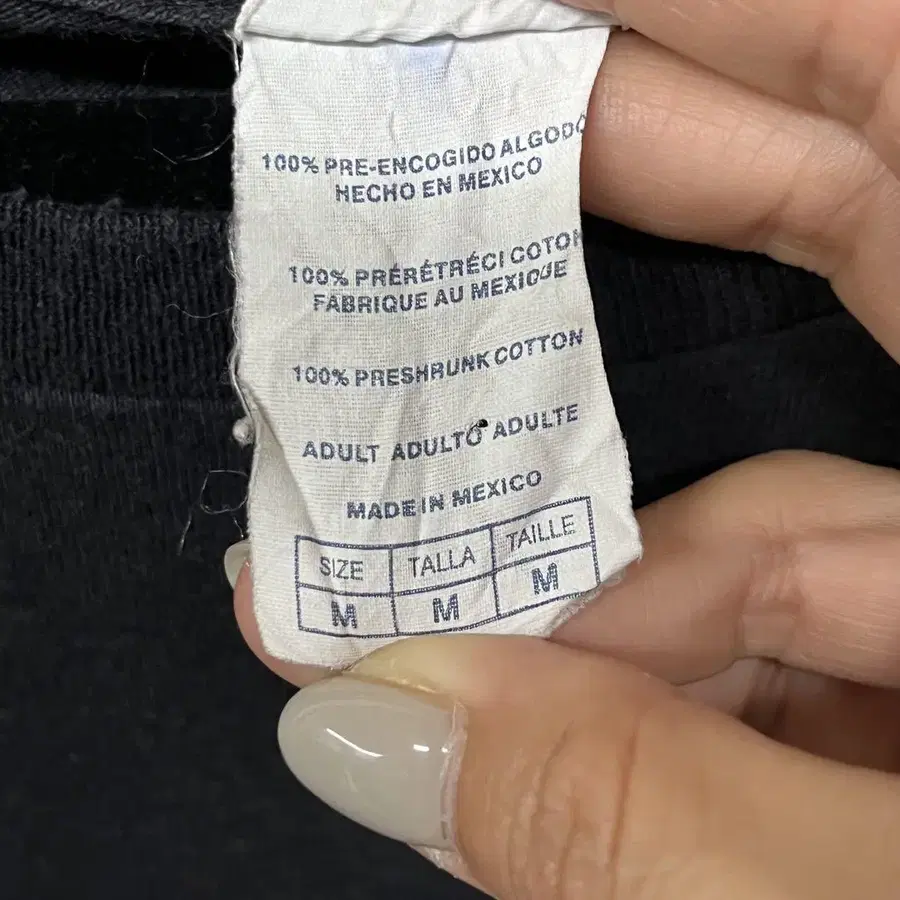 100% PRE-ENCOGIDO ALGODÓ
HECHO EN MEXICO
100% PRÉRÉTRÉCI COTON
FABRIQUE AU MEXIQUE
100% PRESHRUNK COTTON
ADULT ADULTO ADULTE
MADE IN MEXICO
SIZE TALLA TAILLE
M M M